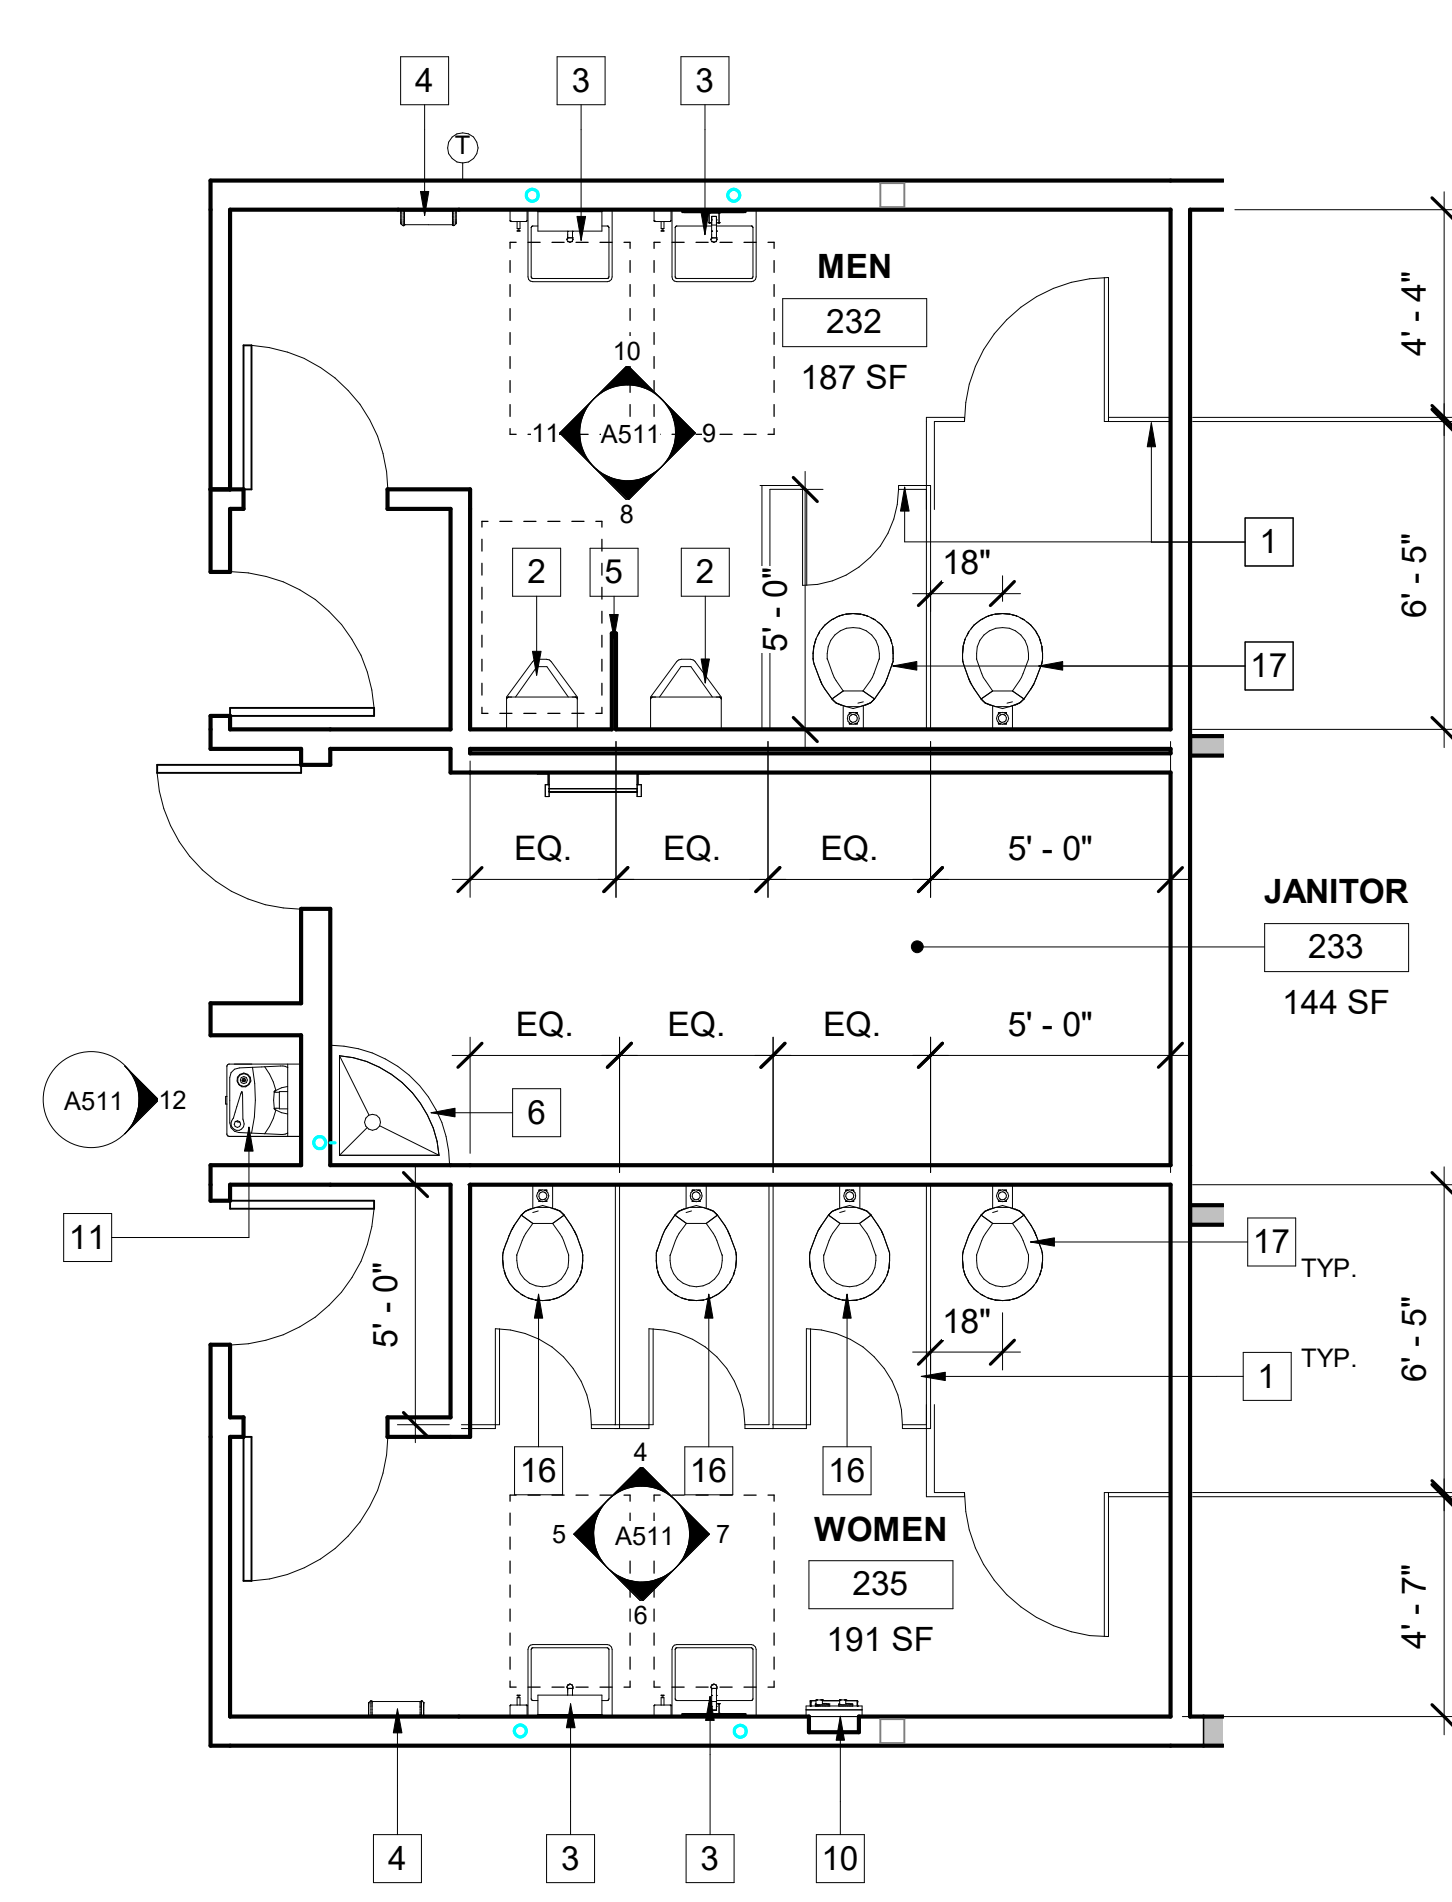 4
3
3
T
MEN
232
187 SF
4' - 4"
10
11
A511
9
8
2
5
2
1
18"
5' - 0"
6' - 5"
17
EQ.
EQ.
EQ.
5' - 0"
JANITOR
233
144 SF
EQ.
EQ.
EQ.
5' - 0"
A511
12
6
11
17
TYP.
5' - 0"
18"
6' - 5"
TYP.
1
16
16
16
4
5
A511
7
6
WOMEN
235
191 SF
4' - 7"
4
3
3
10